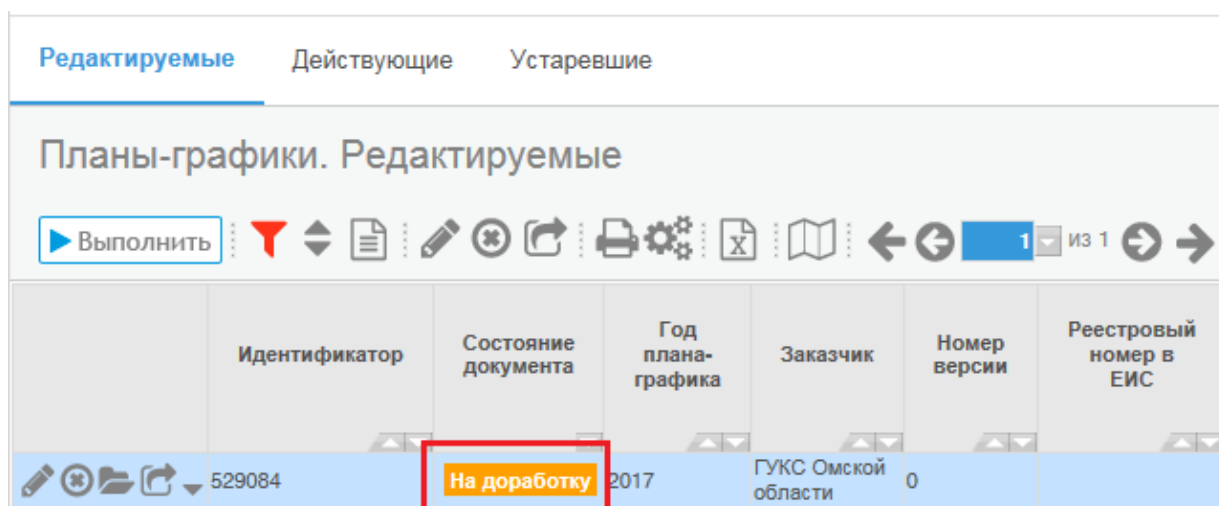 Редактируемые Действующие Устаревшие
Планы-графики. Редактируемые
Выполнить 1 из 1
Идентификатор
Состояние
документа
Год
плана-
графика
Заказчик
Номер
версии
Реестровый
номер в
ЕИС
529084 На доработку 2017 ГУКС Омской
области 0